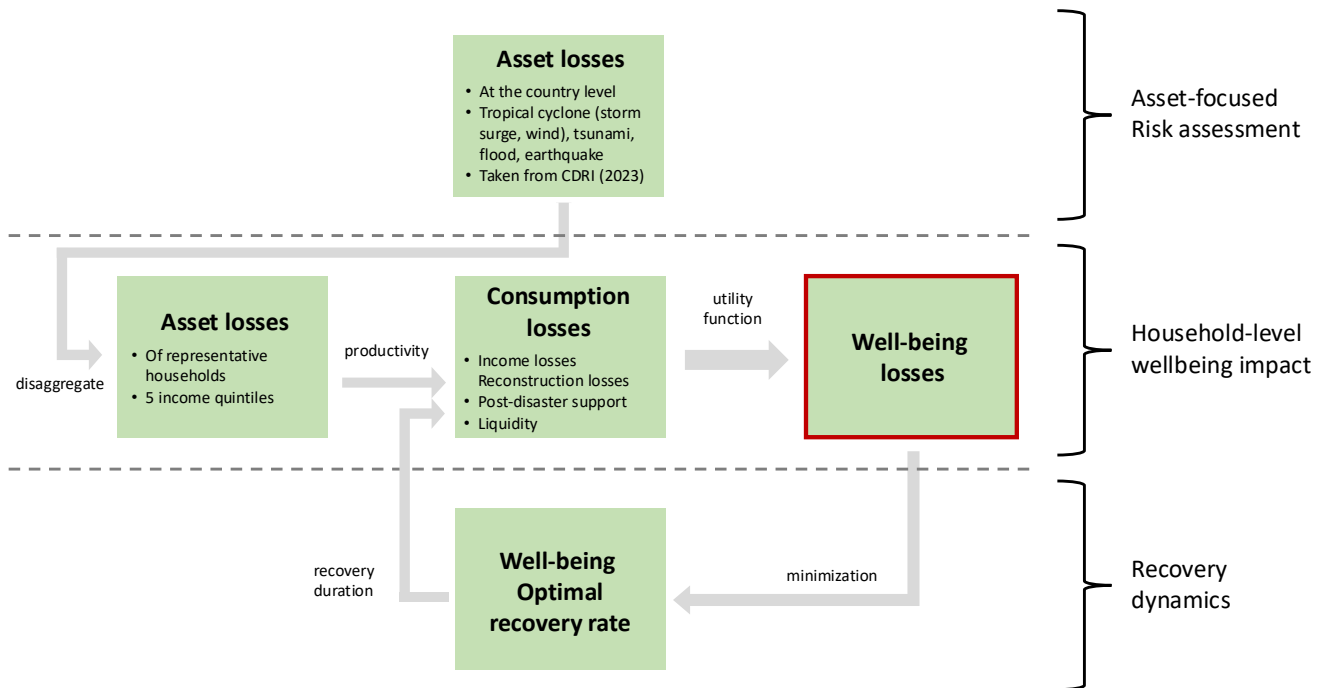 Asset losses
• At the country level
• Tropical cyclone (storm
surge, wind), tsunami,
flood, earthquake
• Taken from CDRI (2023)
Asset-focused
Risk assessment
disaggregate
Asset losses
• Of representative
households
• 5 income quintiles
productivity
Consumption
losses
• Income losses
Reconstruction losses
• Post-disaster support
• Liquidity
utility
function
Well-being
losses
Household-level
wellbeing impact
recovery
duration
Well-being
Optimal
recovery rate
minimization
Recovery
dynamics